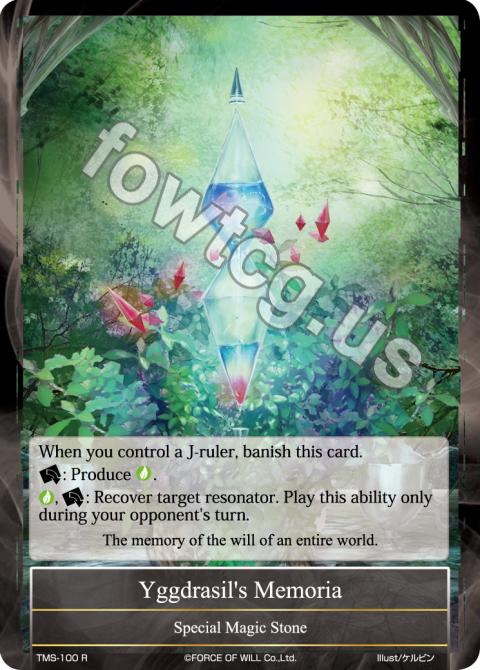 fowtcg.us
When you control a J-ruler, banish this card.
: Produce .
, : Recover target resonator. Play this ability only
during your opponent's turn.
The memory of the will of an entire world.
Yggdrasil's Memoria
Special Magic Stone
TMS-100 R ©FORCE OF WILL Co.,Ltd. Illust/ケルビン